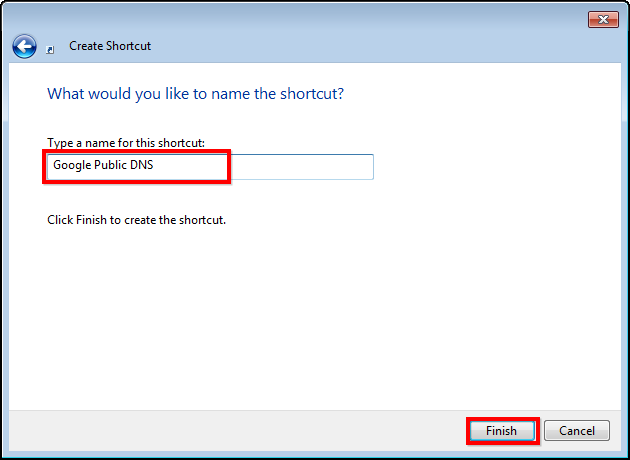 Create Shortcut
What would you like to name the shortcut?
Type a name for this shortcut:
Google Public DNS
Click Finish to create the shortcut.
Finish
Cancel